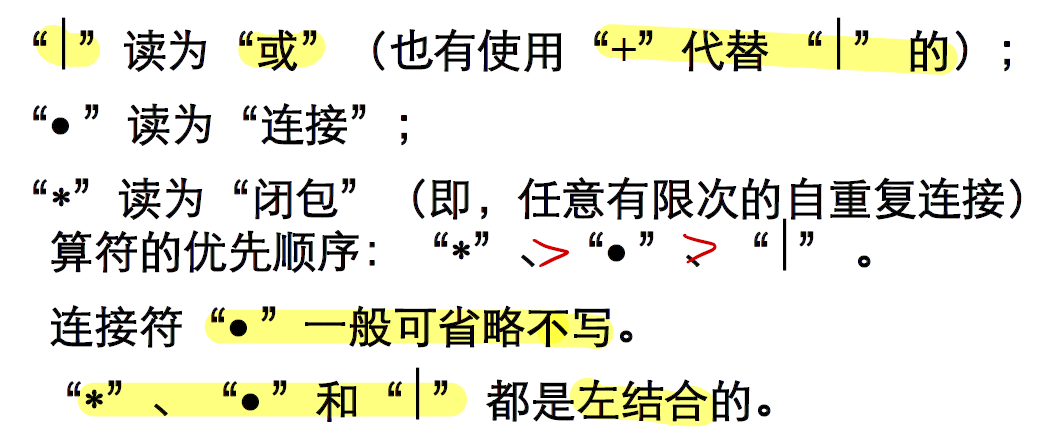 “|”读为“或”（也有使用“+”代替“|”的）；
“•”读为“连接”；
“*”读为“闭包”（即，任意有限次的自重复连接）
算符的优先顺序：“*”、>“•”、>“|”。
连接符“•”一般可省略不写。
“*”、“•”和“|”都是左结合的。